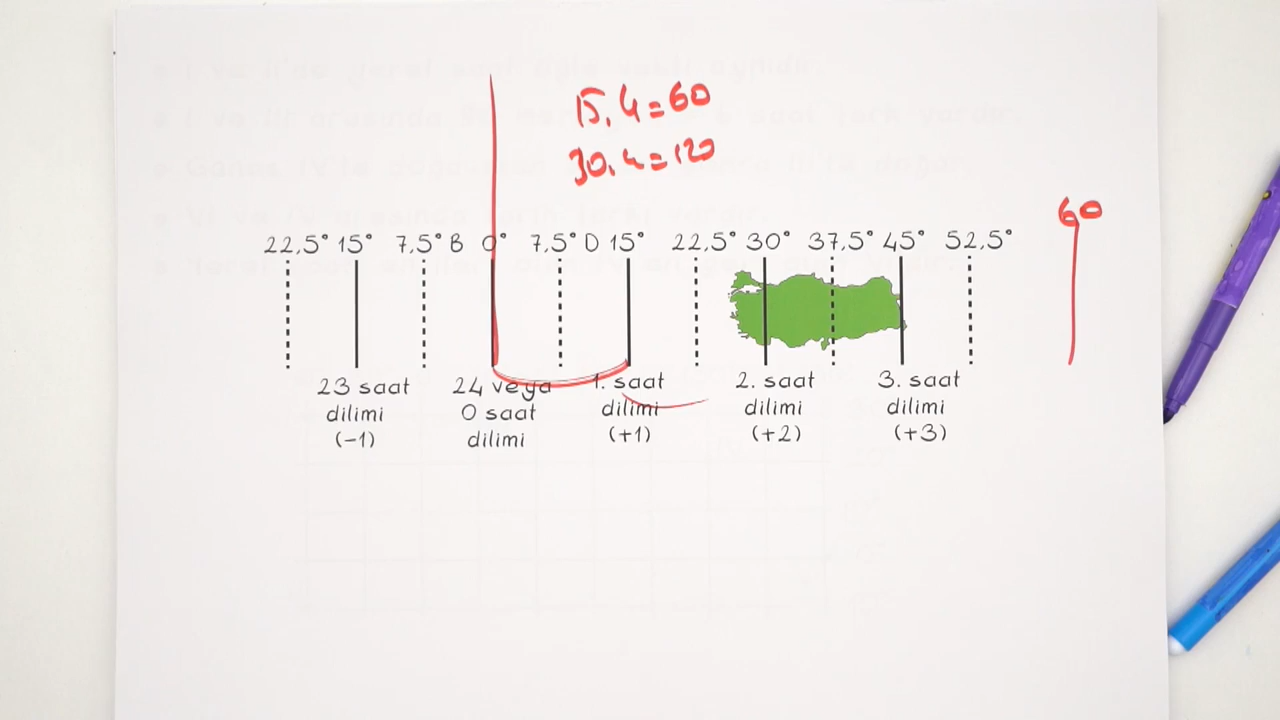 15.4=60
30.4=120
60
22,5° 15° 7,5° B 0° 7,5° D 15° 22,5° 30° 37,5° 45° 52,5°
23 saat dilimi (-1)
24 veya 0 saat dilimi
1. saat dilimi (+1)
2. saat dilimi (+2)
3. saat dilimi (+3)